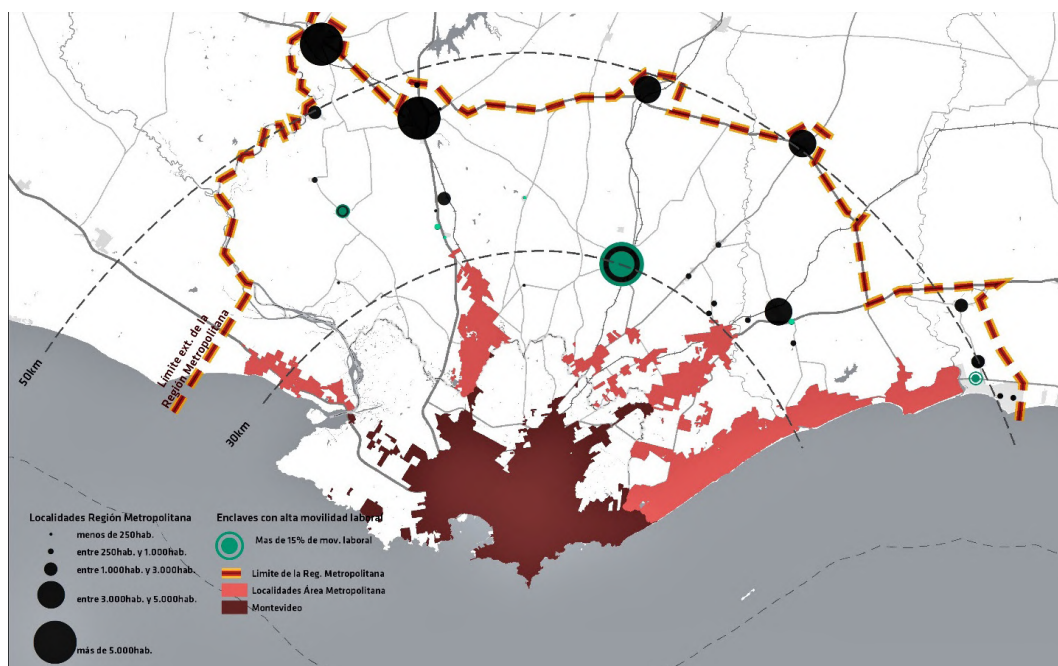 50km
Limite ext. de la
Región Metropolitana
30km
Localidades Región Metropolitana
menos de 250hab.
entre 250hab. y 1.000hab.
entre 1.000hab. y 3.000hab.
entre 3.000hab. y 5.000hab.
más de 5.000hab.
Enclaves con alta movilidad laboral
Mas de 15% de mov. laboral
Limite de la Reg. Metropolitana
Localidades Área Metropolitana
Montevideo